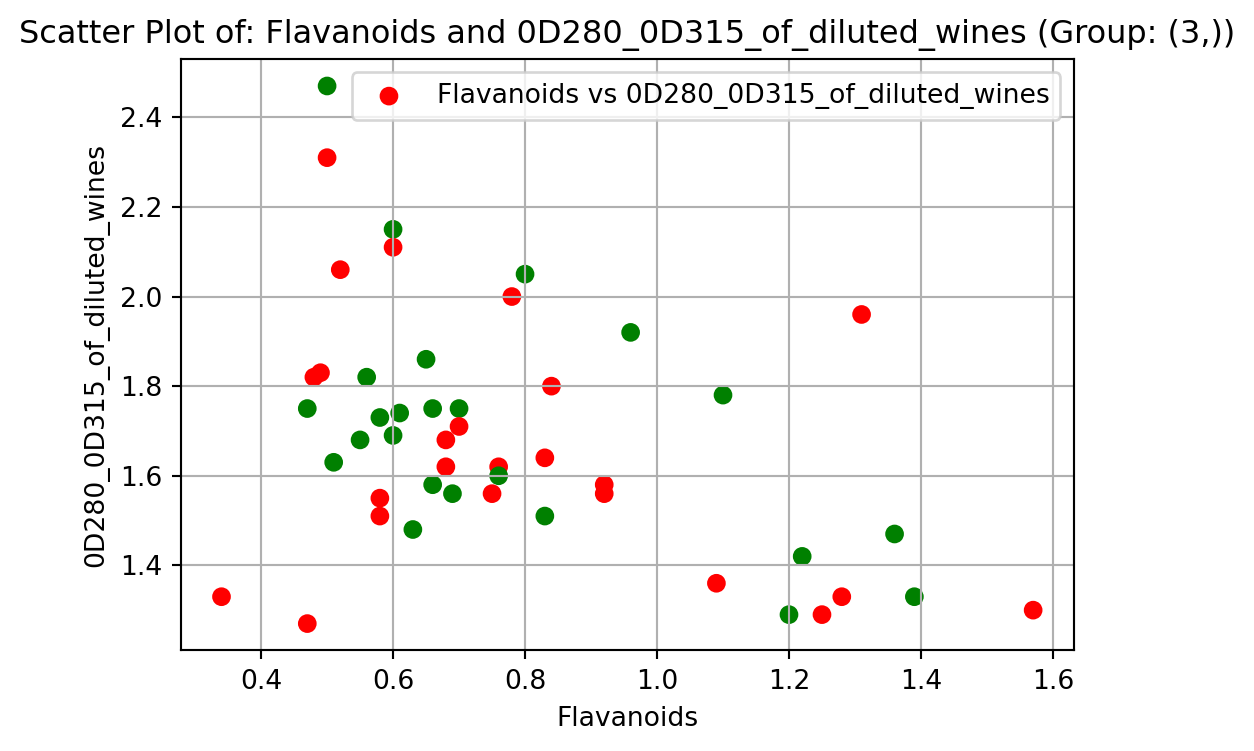 Scatter Plot of: Flavanoids and 0D280_0D315_of_diluted_wines (Group: (3,))
Flavanoids vs 0D280_0D315_of_diluted_wines
0D280_0D315_of_diluted_wines
2.4
2.2
2.0
1.8
1.6
1.4
0.4 0.6 0.8 1.0 1.2 1.4 1.6
Flavanoids